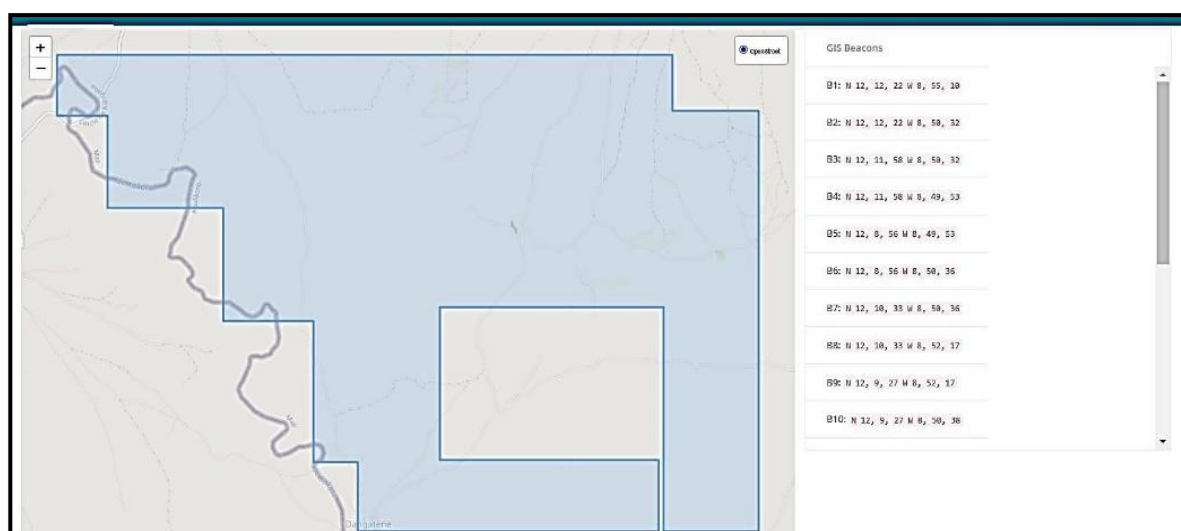 +
−
Openstreet
GIS Beacons
B1: N 12, 12, 22 W 8, 55, 10
B2: N 12, 12, 22 W 8, 50, 32
B3: N 12, 11, 58 W 8, 50, 32
B4: N 12, 11, 58 W 8, 49, 53
B5: N 12, 8, 56 W 8, 49, 53
B6: N 12, 8, 56 W 8, 50, 36
B7: N 12, 10, 33 W 8, 50, 36
B8: N 12, 10, 33 W 8, 52, 17
B9: N 12, 9, 27 W 8, 52, 17
B10: N 12, 9, 27 W 8, 50, 38
Dangatene